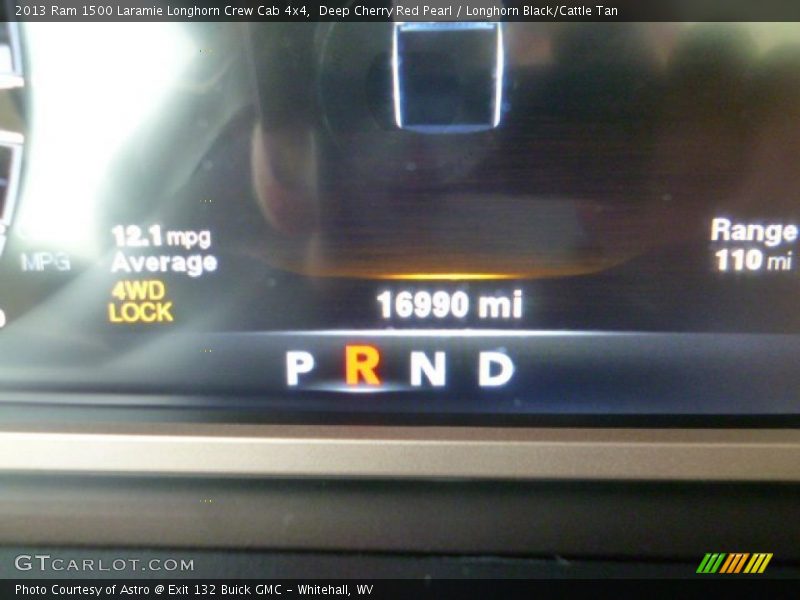 2013 Ram 1500 Laramie Longhorn Crew Cab 4x4, Deep Cherry Red Pearl / Longhorn Black/Cattle Tan
12.1 mpg
Average
MPG
4WD
LOCK
Range
110 mi
16990 mi
P R N D
GTCARLOT.COM
Photo Courtesy of Astro @ Exit 132 Buick GMC - Whitehall, WV